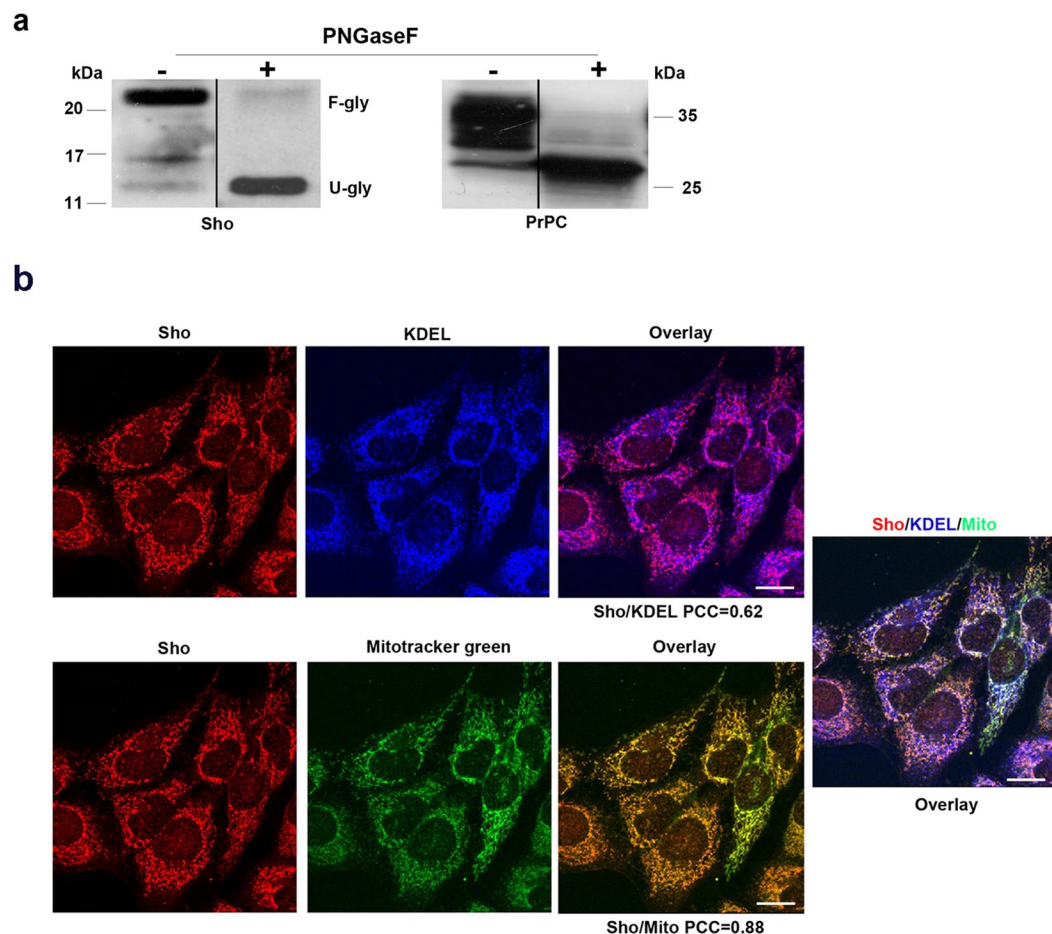 a
PNGaseF
kDa - + - + kDa
20
17
11
F-gly
U-gly
35
25
Sho
PrPC
b
Sho KDEL Overlay
Sho/KDEL PCC=0.62
Sho/KDEL/Mito
Sho Mitotracker green Overlay
Overlay
Sho/Mito PCC=0.88